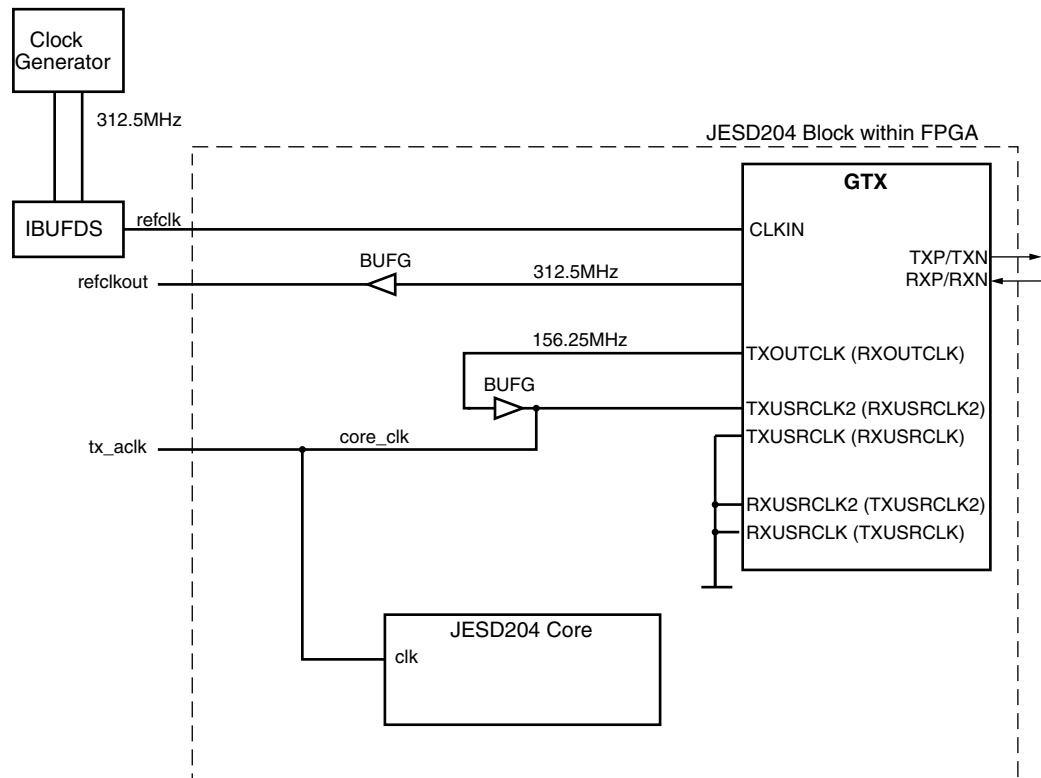 Clock
Generator
312.5MHz
JESD204 Block within FPGA
GTX
IBUFDS
refclk
CLKIN
TXP/TXN
RXP/RXN
BUFG
312.5MHz
refclkout
156.25MHz
TXOUTCLK (RXOUTCLK)
BUFG
TXUSRCLK2 (RXUSRCLK2)
TXUSRCLK (RXUSRCLK)
tx_aclk
core_clk
RXUSRCLK2 (TXUSRCLK2)
RXUSRCLK (TXUSRCLK)
JESD204 Core
clk